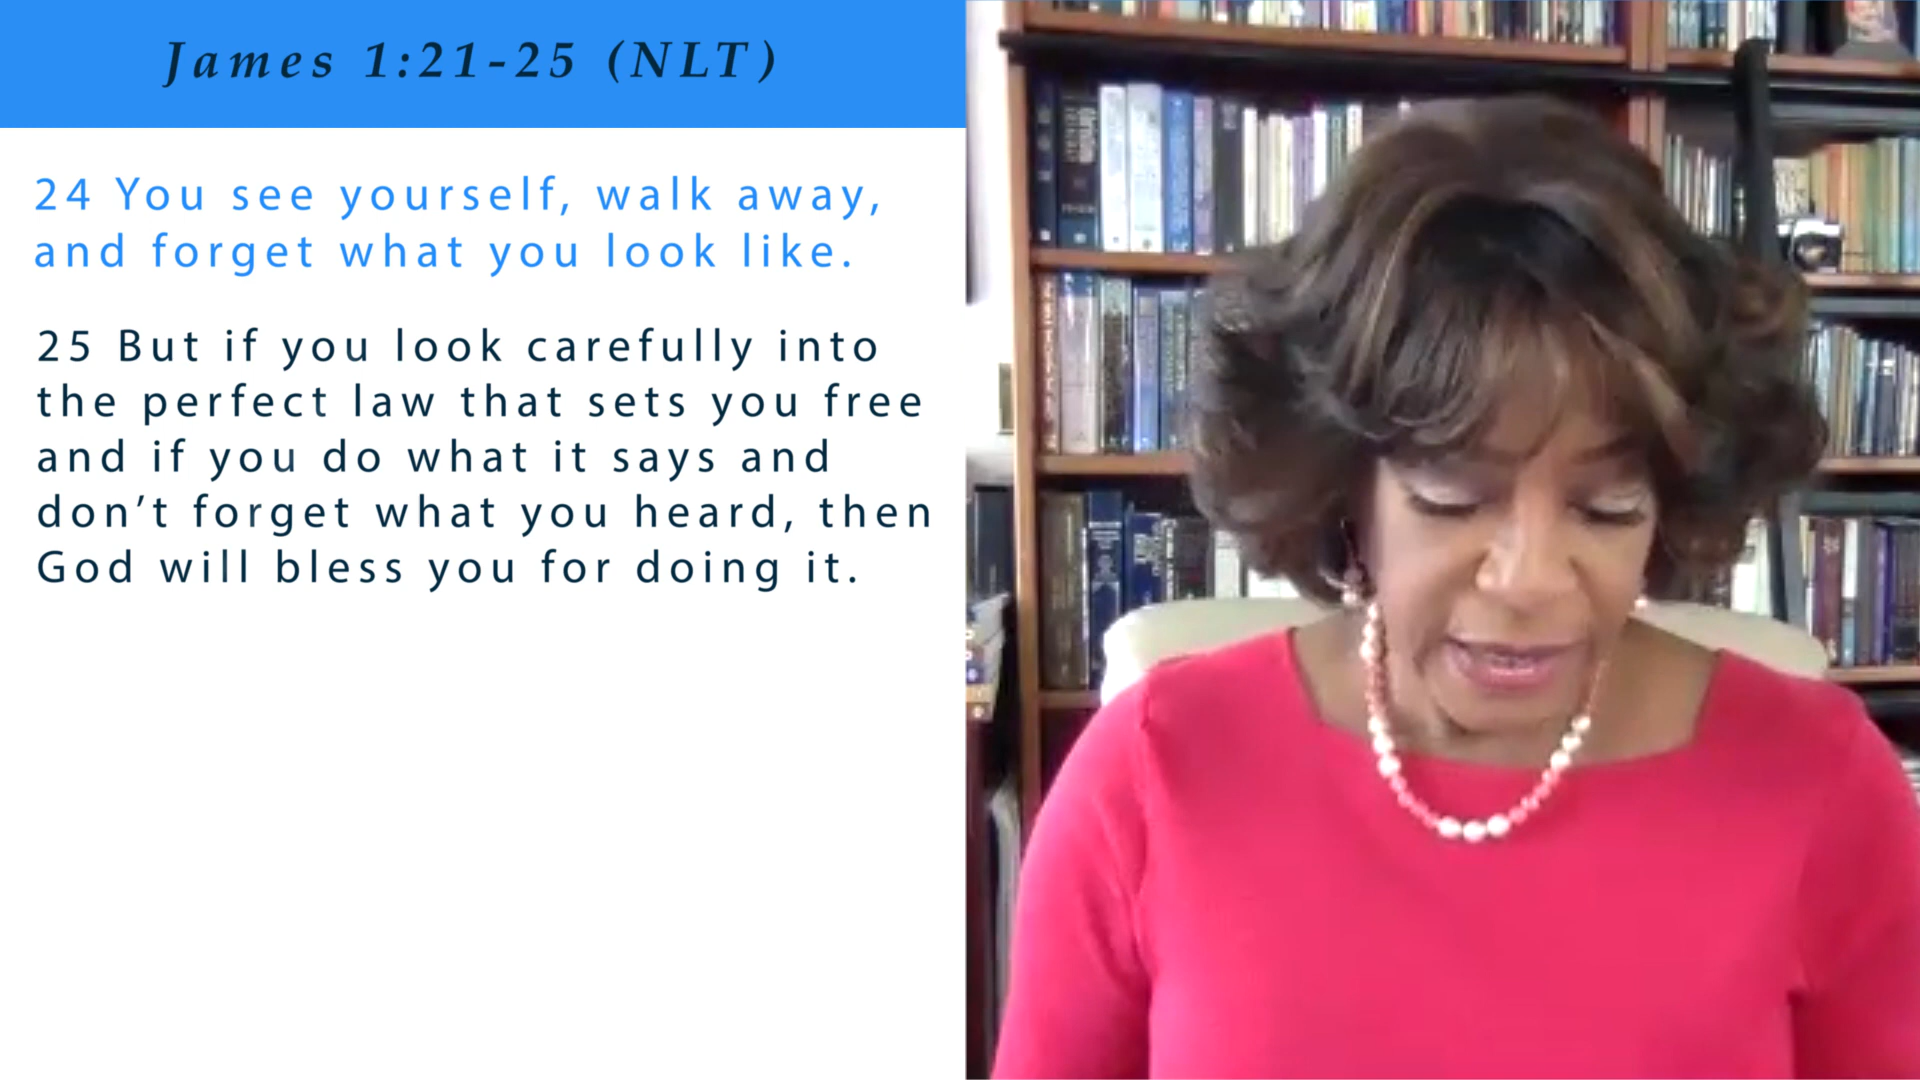 James 1:21-25 (NLT)
24 You see yourself, walk away,
and forget what you look like.
25 But if you look carefully into
the perfect law that sets you free
and if you do what it says and
don’t forget what you heard, then
God will bless you for doing it.